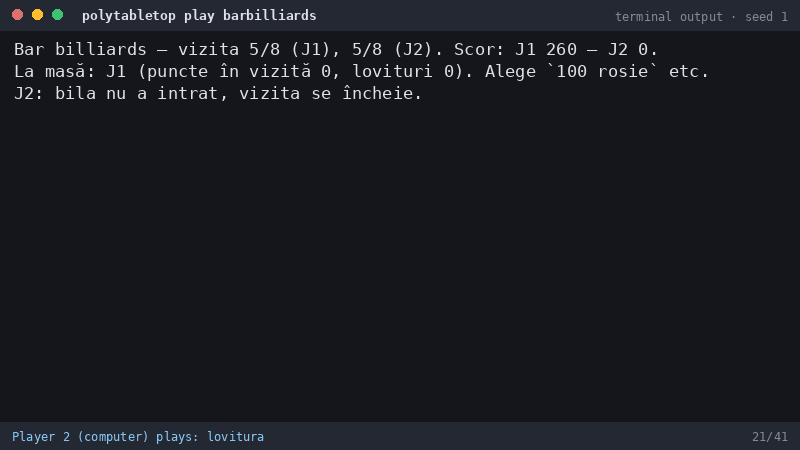 polytabletop play barbilliards
terminal output · seed 1
Bar billiards — vizita 5/8 (J1), 5/8 (J2). Scor: J1 260 — J2 0.
La masă: J1 (puncte în vizită 0, lovituri 0). Alege `100 rosie` etc.
J2: bila nu a intrat, vizita se încheie.
Player 2 (computer) plays: lovitura
21/41